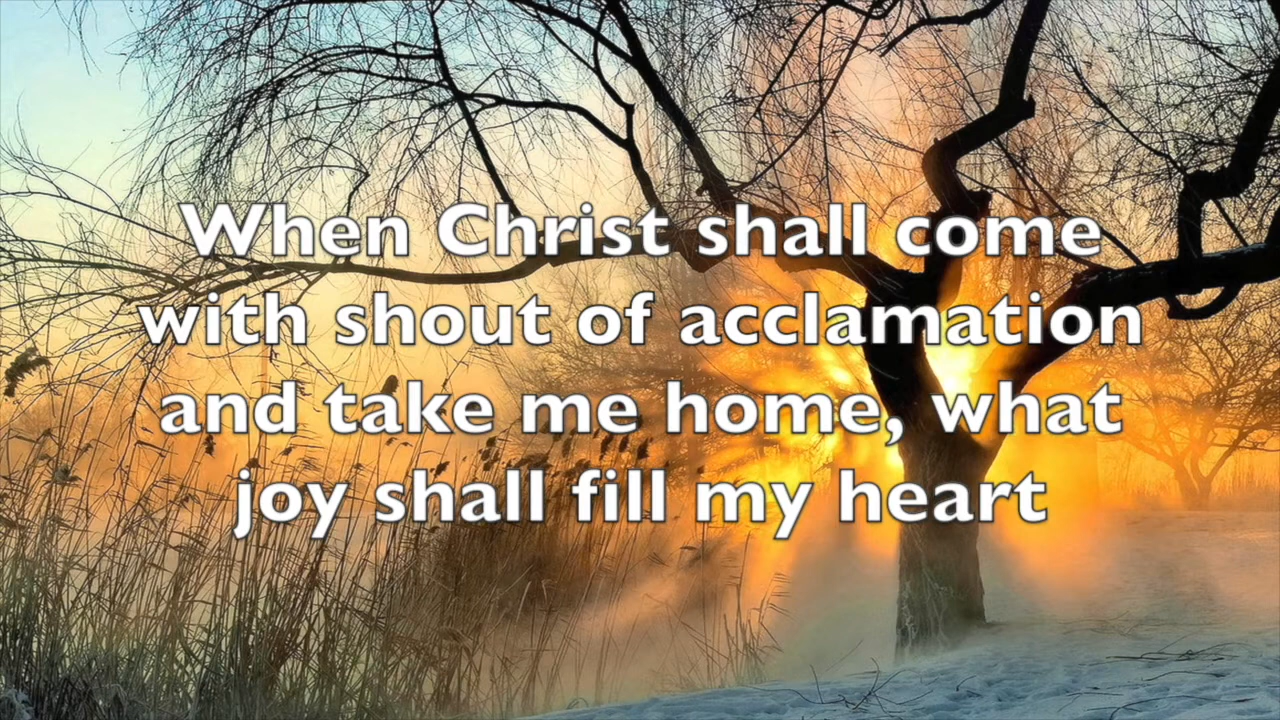 When Christ shall come
with shout of acclamation
and take me home, what
joy shall fill my heart